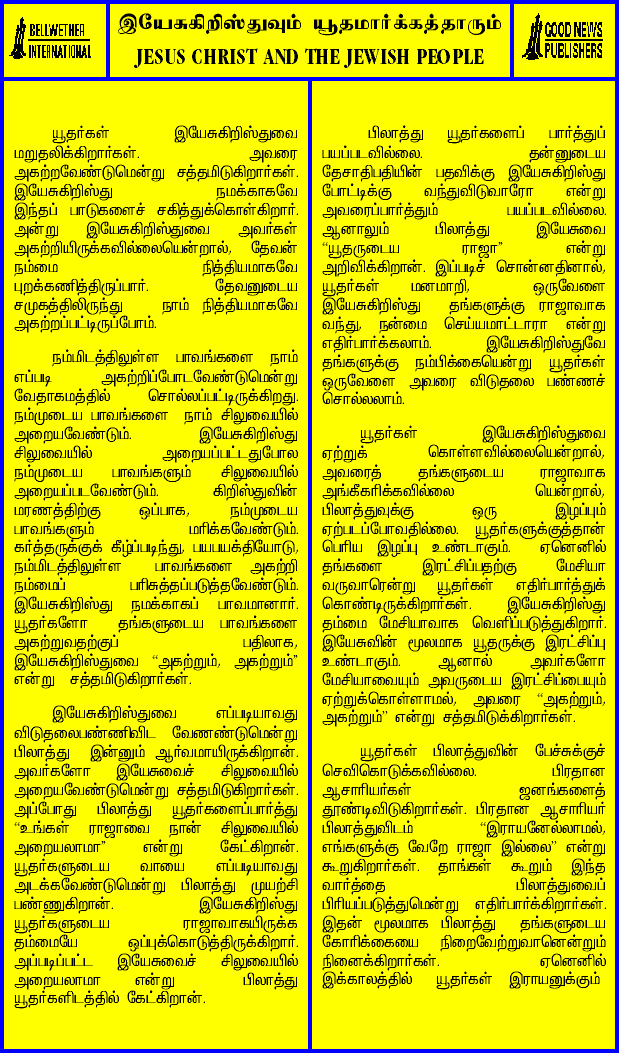 BELLWETHER
INTERNATIONAL
இயேசுகிறிஸ்துவும் யூதமார்க்கத்தாரும்
JESUS CHRIST AND THE JEWISH PEOPLE
GOOD NEWS
PUBLISHERS
யூதர்கள் இயேசுகிறிஸ்துவை
மறுதலிக்கிறார்கள். அவரை
அகற்றவேண்டுமென்று சத்தமிடுகிறார்கள்.
இயேசுகிறிஸ்து நமக்காகவே
இந்தப் பாடுகளைச் சகித்துக்கொள்கிறார்.
அன்று இயேசுகிறிஸ்துவை அவர்கள்
அகற்றியிருக்கவில்லையென்றால், தேவன்
நம்மை நித்தியமாகவே
புறக்கணித்திருப்பார். தேவனுடைய
சமுகத்திலிருந்து நாம் நித்தியமாகவே
அகற்றப்பட்டிருப்போம்.
நம்மிடத்திலுள்ள பாவங்களை நாம்
எப்படி அகற்றிப்போடவேண்டுமென்று
வேதாகமத்தில் சொல்லப்பட்டிருக்கிறது.
நம்முடைய பாவங்களை நாம் சிலுவையில்
அறையவேண்டும். இயேசுகிறிஸ்து
சிலுவையில் அறையப்பட்டதுபோல
நம்முடைய பாவங்களும் சிலுவையில்
அறையப்படவேண்டும். கிறிஸ்துவின்
மரணத்திற்கு ஒப்பாக, நம்முடைய
பாவங்களும் மரிக்கவேண்டும்.
கர்த்தருக்குக் கீழ்ப்படிந்து, பயபயக்தியோடு,
நம்மிடத்திலுள்ள பாவங்களை அகற்றி
நம்மைப் பரிசுத்தப்படுத்தவேண்டும்.
இயேசுகிறிஸ்து நமக்காகப் பாவமானார்.
யூதர்களோ தங்களுடைய பாவங்களை
அகற்றுவதற்குப் பதிலாக,
இயேசுகிறிஸ்துவை “அகற்றும், அகற்றும்”
என்று சத்தமிடுகிறார்கள்.
இயேசுகிறிஸ்துவை எப்படியாவது
விடுதலைபண்ணிவிட வேணண்டுமென்று
பிலாத்து இன்னும் ஆர்வமாயிருக்கிறான்.
அவர்களோ இயேசுவைச் சிலுவையில்
அறையவேண்டுமென்று சத்தமிடுகிறார்கள்.
அப்போது பிலாத்து யூதர்களைப்பார்த்து
“உங்கள் ராஜாவை நான் சிலுவையில்
அறையலாமா” என்று கேட்கிறான்.
யூதர்களுடைய வாயை எப்படியாவது
அடக்கவேண்டுமென்று பிலாத்து முயற்சி
பண்ணுகிறான். இயேசுகிறிஸ்து
யூதர்களுடைய ராஜாவாகயிருக்க
தம்மையே ஒப்புக்கொடுத்திருக்கிறார்.
அப்படிப்பட்ட இயேசுவைச் சிலுவையில்
அறையலாமா என்று பிலாத்து
யூதர்களிடத்தில் கேட்கிறான்.
பிலாத்து யூதர்களைப் பார்த்துப்
பயப்படவில்லை. தன்னுடைய
தேசாதிபதியின் பதவிக்கு இயேசுகிறிஸ்து
போட்டிக்கு வந்துவிடுவாரோ என்று
அவரைப்பார்த்தும் பயப்படவில்லை.
ஆனாலும் பிலாத்து இயேசுவை
“யூதருடைய ராஜா” என்று
அறிவிக்கிறான். இப்படிச் சொன்னதினால்,
யூதர்கள் மனமாறி, ஒருவேளை
இயேசுகிறிஸ்து தங்களுக்கு ராஜாவாக
வந்து, நன்மை செய்யமாட்டாரா என்று
எதிர்பார்க்கலாம். இயேசுகிறிஸ்துவே
தங்களுக்கு நம்பிக்கையென்று யூதர்கள்
ஒருவேளை அவரை விடுதலை பண்ணச்
சொல்லலாம்.
யூதர்கள் இயேசுகிறிஸ்துவை
ஏற்றுக் கொள்ளவில்லையென்றால்,
அவரைத் தங்களுடைய ராஜாவாக
அங்கீகரிக்கவில்லை யென்றால்,
பிலாத்துவுக்கு ஒரு இழப்பும்
ஏற்படப்போவதில்லை. யூதர்களுக்குத்தான்
பெரிய இழப்பு உண்டாகும். ஏனெனில்
தங்களை இரட்சிப்பதற்கு மேசியா
வருவாரென்று யூதர்கள் எதிர்பார்த்துக்
கொண்டிருக்கிறார்கள். இயேசுகிறிஸ்து
தம்மை மேசியாவாக வெளிப்படுத்துகிறார்.
இயேசுவின் மூலமாக யூதருக்கு இரட்சிப்பு
உண்டாகும். ஆனால் அவர்களோ
மேசியாவையும் அவருடைய இரட்சிப்பையும்
ஏற்றுக்கொள்ளாமல், அவரை “அகற்றும்,
அகற்றும்” என்று சத்தமிடுக்கிறார்கள்.
யூதர்கள் பிலாத்துவின் பேச்சுக்குச்
செவிகொடுக்கவில்லை. பிரதான
ஆசாரியர்கள் ஜனங்களைத்
தூண்டிவிடுகிறார்கள். பிரதான ஆசாரியர்
பிலாத்துவிடம் “இராயனேல்லாமல்,
எங்களுக்கு வேறே ராஜா இல்லை” என்று
கூறுகிறார்கள். தாங்கள் கூறும் இந்த
வார்த்தை பிலாத்துவைப்
பிரியப்படுத்துமென்று எதிர்பார்க்கிறார்கள்.
இதன் மூலமாக பிலாத்து தங்களுடைய
கோரிக்கையை நிறைவேற்றுவானென்றும்
நினைக்கிறார்கள். ஏனெனில்
இக்காலத்தில் யூதர்கள் இராயனுக்கும்